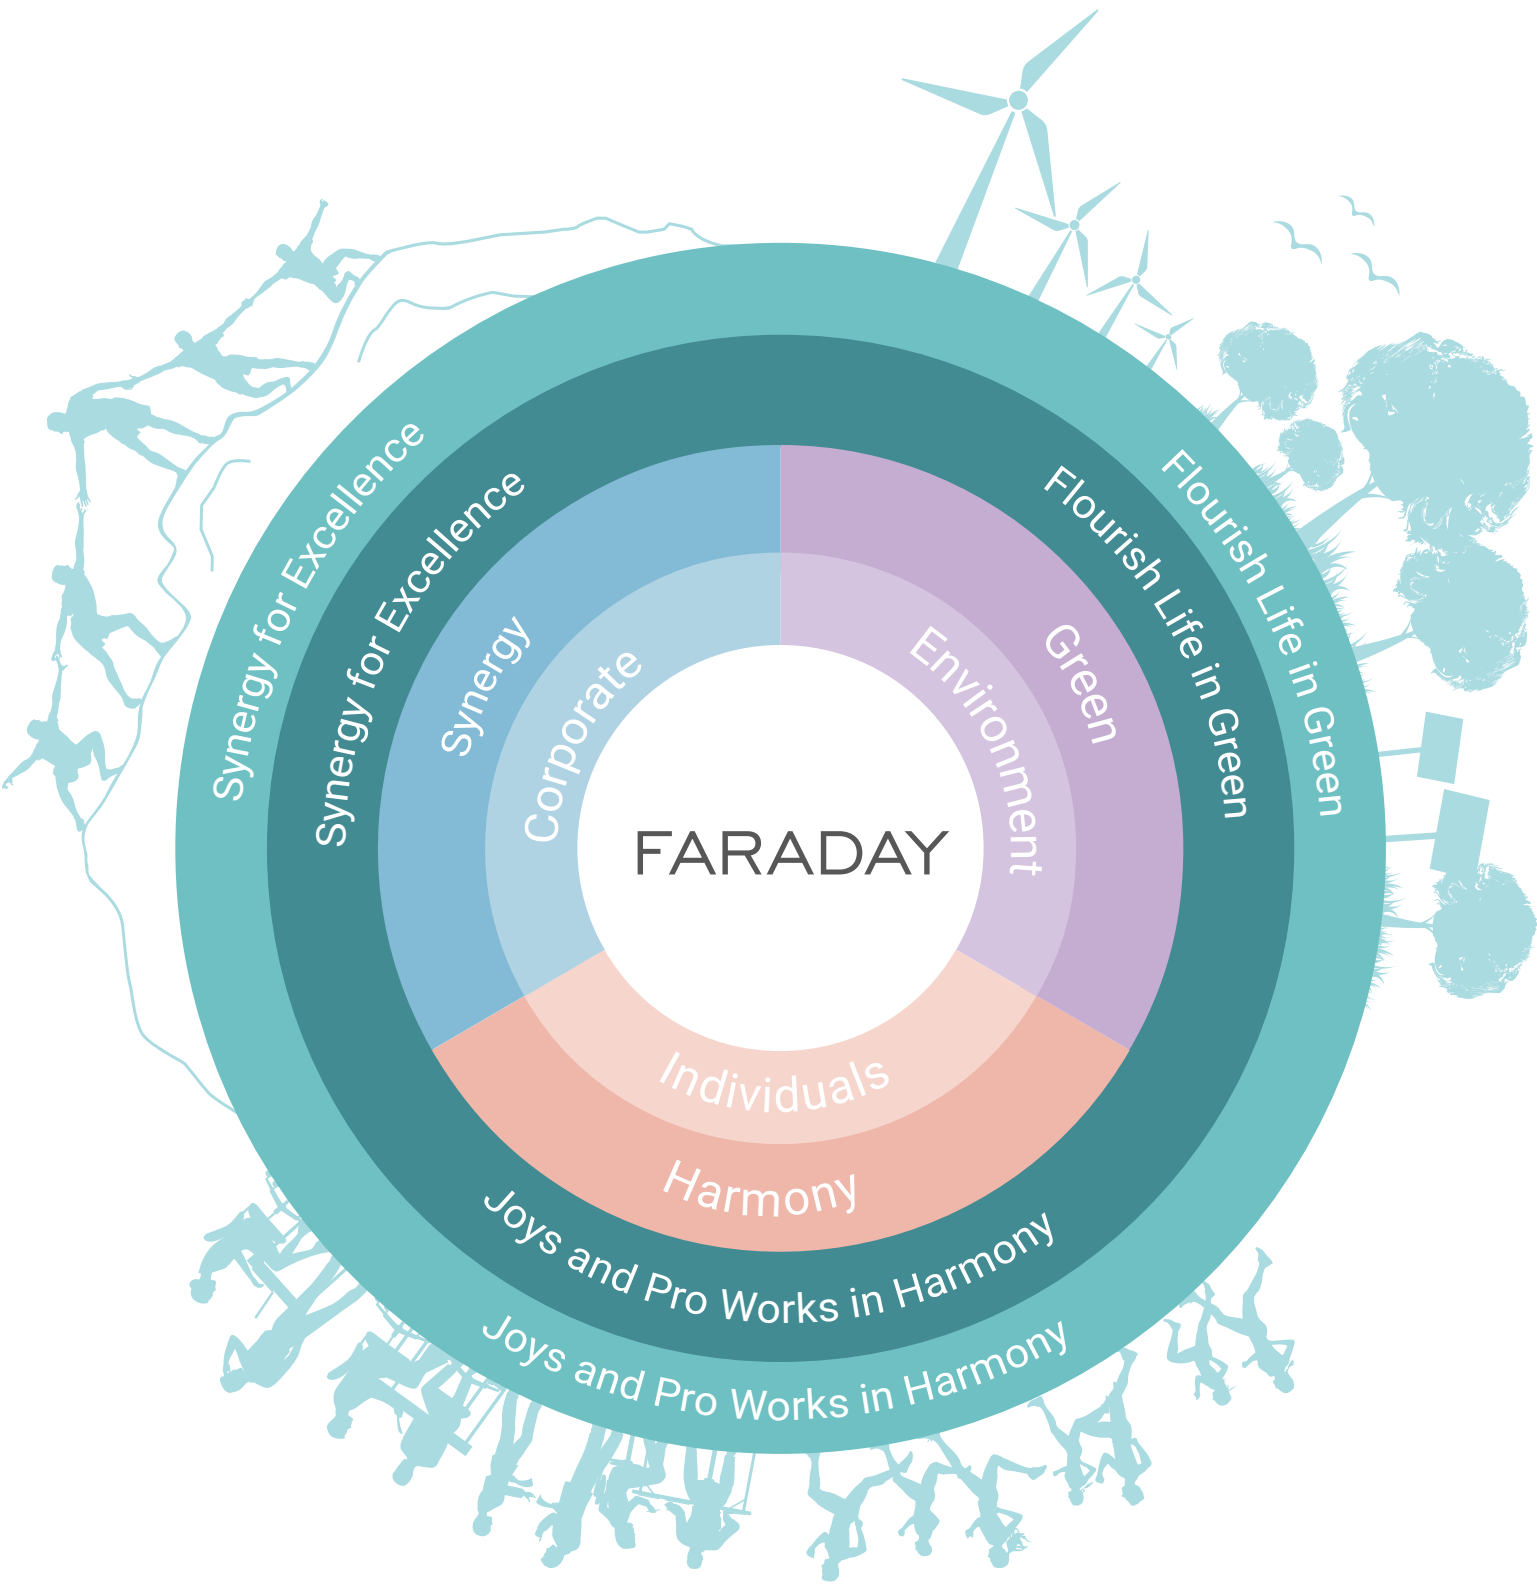 FARADAY
Corporate
Environment
Individuals
Synergy
Green
Harmony
Synergy for Excellence
Flourish Life in Green
Joys and Pro Works in Harmony
Synergy for Excellence
Flourish Life in Green
Joys and Pro Works in Harmony